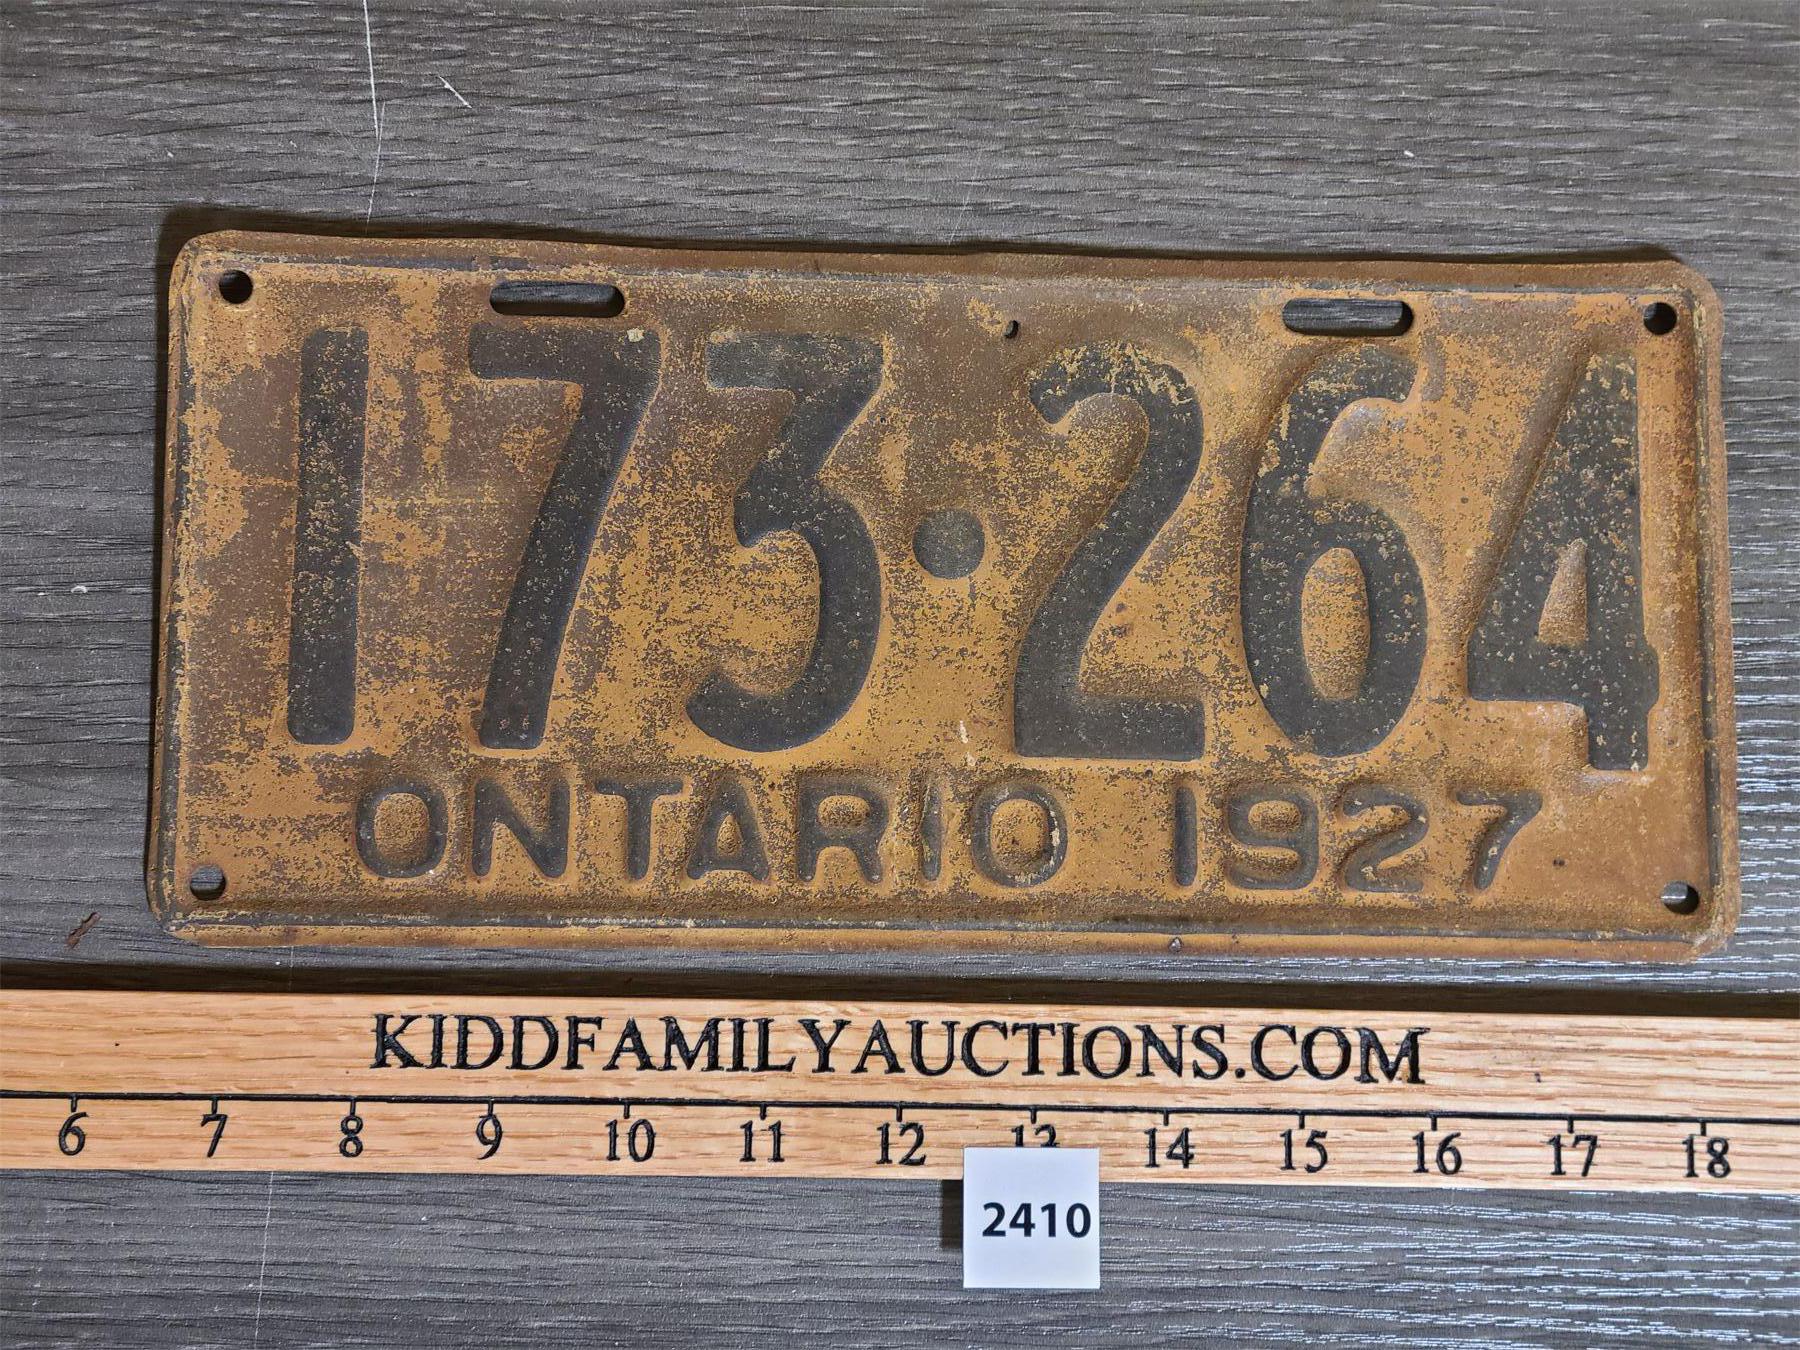 173·264
ONTARIO 1927
KIDDFAMILYAUCTIONS.COM
6 7 8 9 10 11 12 13 14 15 16 17 18
2410